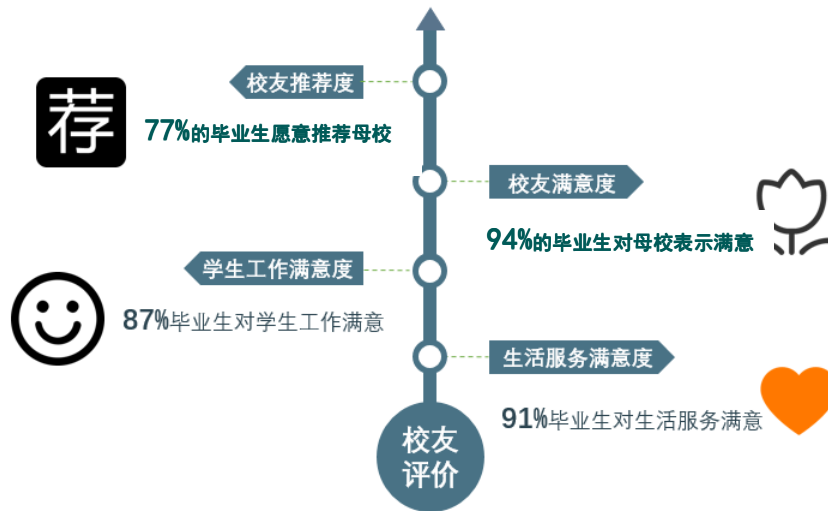 荐
校友推荐度
77%的毕业生愿意推荐母校
校友满意度
94%的毕业生对母校表示满意
学生工作满意度
87%毕业生对学生工作满意
生活服务满意度
91%毕业生对生活服务满意
校友
评价